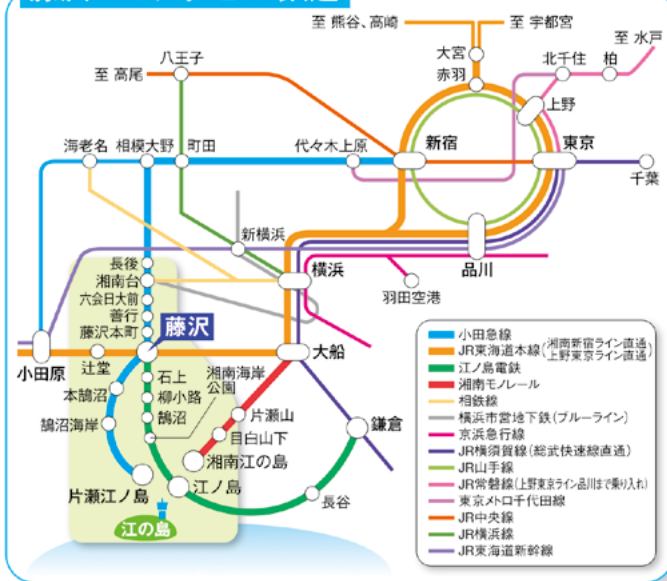 至 熊谷、高崎
至 宇都宮
至 水戸
大宮
赤羽
北千住
柏
八王子
至 高尾
上野
海老名
相模大野
町田
代々木上原
新宿
東京
千葉
新横浜
長後
湘南台
六会日大前
善行
藤沢本町
横浜
品川
羽田空港
藤沢
小田原
辻堂
大船
石上
柳小路
鵠沼
湘南海岸
公園
本鵠沼
鵠沼海岸
片瀬山
目白山下
湘南江の島
鎌倉
片瀬江ノ島
江ノ島
長谷
江の島
小田急線
JR東海道本線(湘南新宿ライン直通
上野東京ライン直通)
江ノ島電鉄
湘南モノレール
相鉄線
横浜市営地下鉄(ブルーライン)
京浜急行線
JR横須賀線(総武快速線直通)
JR山手線
JR常磐線(上野東京ライン品川まで乗り入れ)
東京メトロ千代田線
JR中央線
JR横浜線
JR東海道新幹線